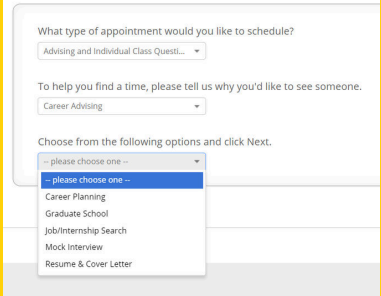 What type of appointment would you like to schedule?
Advising and Individual Class Questi...
To help you find a time, please tell us why you'd like to see someone.
Career Advising
Choose from the following options and click Next.
-- please choose one --
-- please choose one --
Career Planning
Graduate School
Job/Internship Search
Mock Interview
Resume & Cover Letter